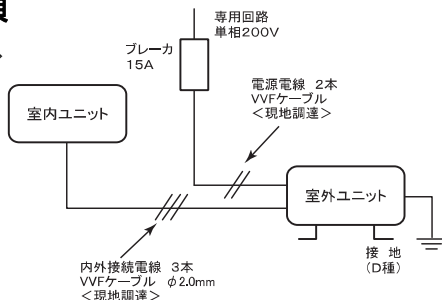 専用回路
単相200V
ブレーカ
15A
電源電線 2本
VVFケーブル
＜現地調達＞
室内ユニット
室外ユニット
接 地
(D種)
内外接続電線 3本
VVFケーブル φ2.0mm
＜現地調達＞